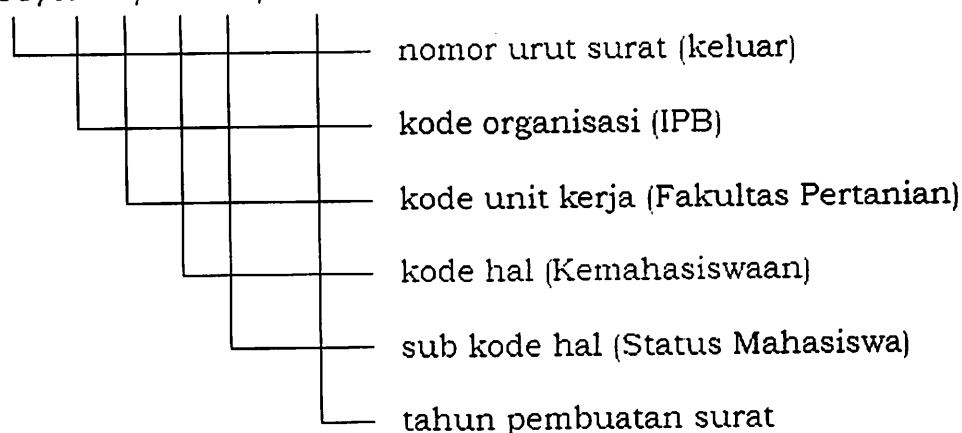 nomor urut surat (keluar)
kode organisasi (IPB)
kode unit kerja (Fakultas Pertanian)
kode hal (Kemahasiswaan)
sub kode hal (Status Mahasiswa)
tahun pembuatan surat